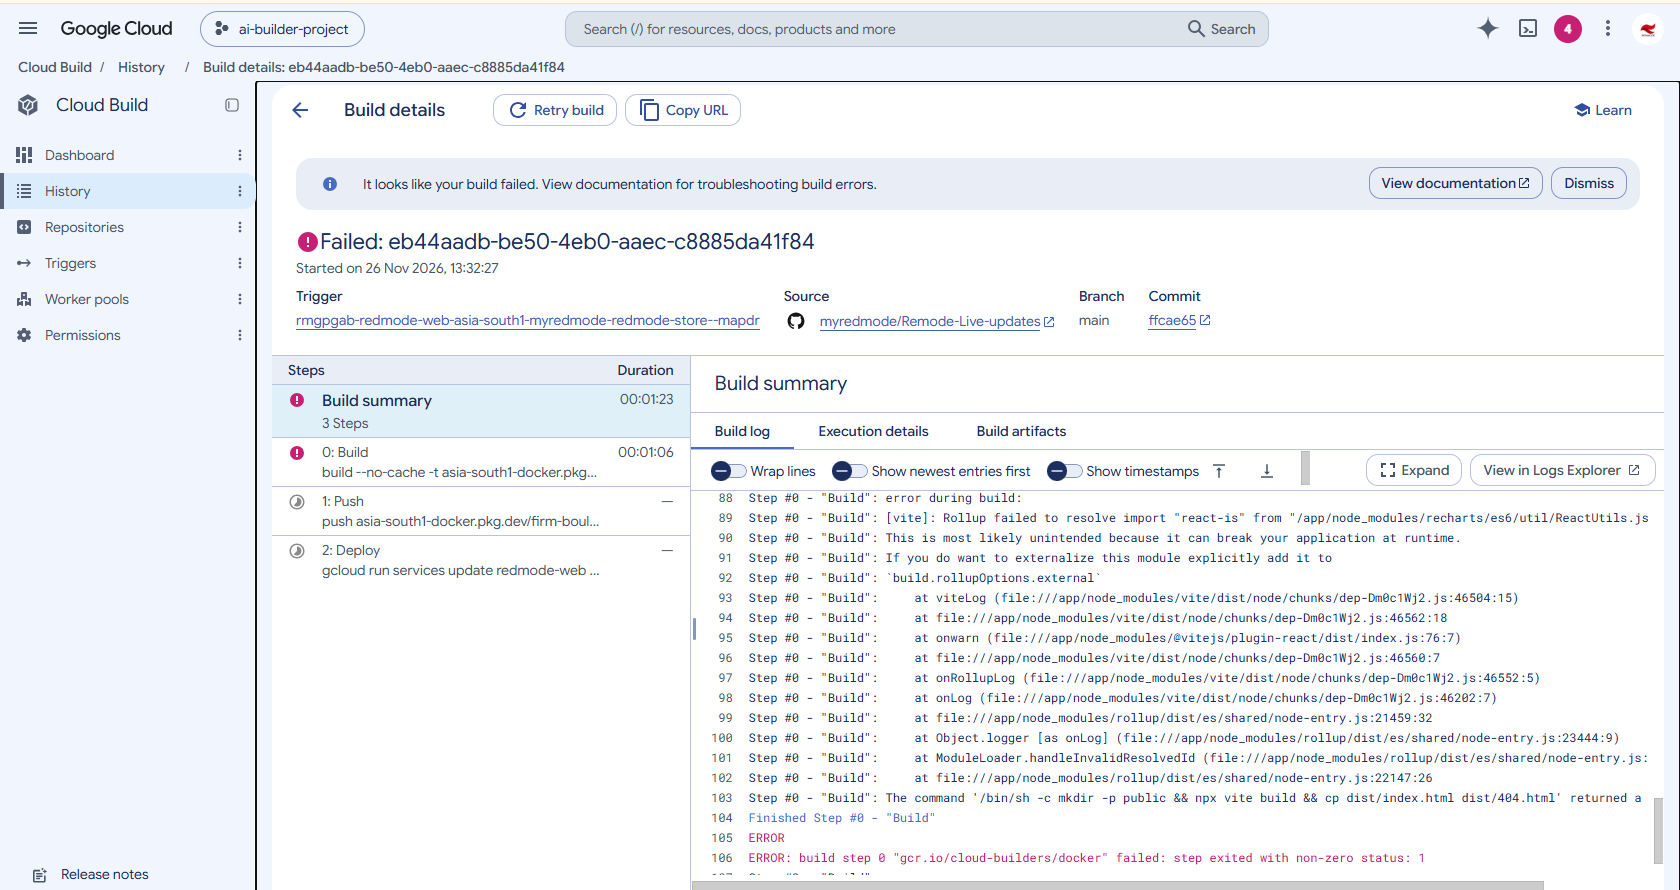 Google Cloud
ai-builder-project
Search (/) for resources, docs, products and more
Search
4
Cloud Build / History / Build details: eb44aadb-be50-4eb0-aaec-c8885da41f84
Cloud Build
Dashboard
History
Repositories
Triggers
Worker pools
Permissions
Release notes
Build details
Retry build
Copy URL
Learn
It looks like your build failed. View documentation for troubleshooting build errors.
View documentation
Dismiss
Failed: eb44aadb-be50-4eb0-aaec-c8885da41f84
Started on 26 Nov 2026, 13:32:27
Trigger
rmgpgab-redmode-web-asia-south1-myredmode-redmode-store--mapdr
Source
myredmode/Remode-Live-updates
Branch
main
Commit
ffcae65
Steps Duration
Build summary 00:01:23
3 Steps
0: Build 00:01:06
build --no-cache -t asia-south1-docker.pkg...
1: Push —
push asia-south1-docker.pkg.dev/firm-boul...
2: Deploy —
gcloud run services update redmode-web ...
Build summary
Build log Execution details Build artifacts
Wrap lines Show newest entries first Show timestamps Expand View in Logs Explorer
88 Step #0 - "Build": error during build:
89 Step #0 - "Build": [vite]: Rollup failed to resolve import "react-is" from "/app/node_modules/recharts/es6/util/ReactUtils.js
90 Step #0 - "Build": This is most likely unintended because it can break your application at runtime.
91 Step #0 - "Build": If you do want to externalize this module explicitly add it to
92 Step #0 - "Build": `build.rollupOptions.external`
93 Step #0 - "Build":     at viteLog (file:///app/node_modules/vite/dist/node/chunks/dep-Dm0c1Wj2.js:46504:15)
94 Step #0 - "Build":     at file:///app/node_modules/vite/dist/node/chunks/dep-Dm0c1Wj2.js:46562:18
95 Step #0 - "Build":     at onwarn (file:///app/node_modules/@vitejs/plugin-react/dist/index.js:76:7)
96 Step #0 - "Build":     at file:///app/node_modules/vite/dist/node/chunks/dep-Dm0c1Wj2.js:46560:7
97 Step #0 - "Build":     at onRollupLog (file:///app/node_modules/vite/dist/node/chunks/dep-Dm0c1Wj2.js:46552:5)
98 Step #0 - "Build":     at onLog (file:///app/node_modules/vite/dist/node/chunks/dep-Dm0c1Wj2.js:46202:7)
99 Step #0 - "Build":     at file:///app/node_modules/rollup/dist/es/shared/node-entry.js:21459:32
100 Step #0 - "Build":     at Object.logger [as onLog] (file:///app/node_modules/rollup/dist/es/shared/node-entry.js:23444:9)
101 Step #0 - "Build":     at ModuleLoader.handleInvalidResolvedId (file:///app/node_modules/rollup/dist/es/shared/node-entry.js:
102 Step #0 - "Build":     at file:///app/node_modules/rollup/dist/es/shared/node-entry.js:22147:26
103 Step #0 - "Build": The command '/bin/sh -c mkdir -p public && npx vite build && cp dist/index.html dist/404.html' returned a
104 Finished Step #0 - "Build"
105 ERROR
106 ERROR: build step 0 "gcr.io/cloud-builders/docker" failed: step exited with non-zero status: 1